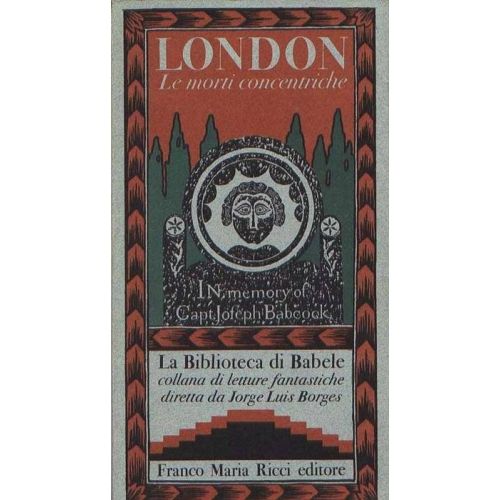 LONDON
Le morti concentriche
IN memory of
Capt Joseph Babcock
La Biblioteca di Babele
collana di letture fantastiche
diretta da Jorge Luis Borges
Franco Maria Ricci editore